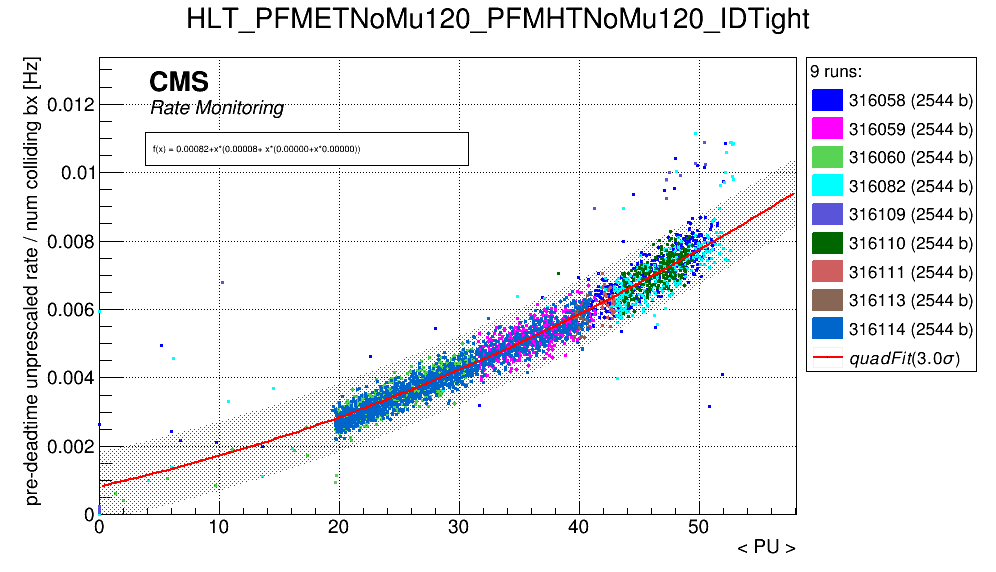 HLT_PFMETNoMu120_PFMHTNoMu120_IDTight
pre-deadtime unprescaled rate / num colliding bx [Hz]
CMS
Rate Monitoring
f(x) = 0.00082+x*(0.00008+ x*(0.00000+x*0.00000))
0.012
0.01
0.008
0.006
0.004
0.002
0
0 10 20 30 40 50
< PU >
9 runs:
316058 (2544 b)
316059 (2544 b)
316060 (2544 b)
316082 (2544 b)
316109 (2544 b)
316110 (2544 b)
316111 (2544 b)
316113 (2544 b)
316114 (2544 b)
quadFit(3.0σ)